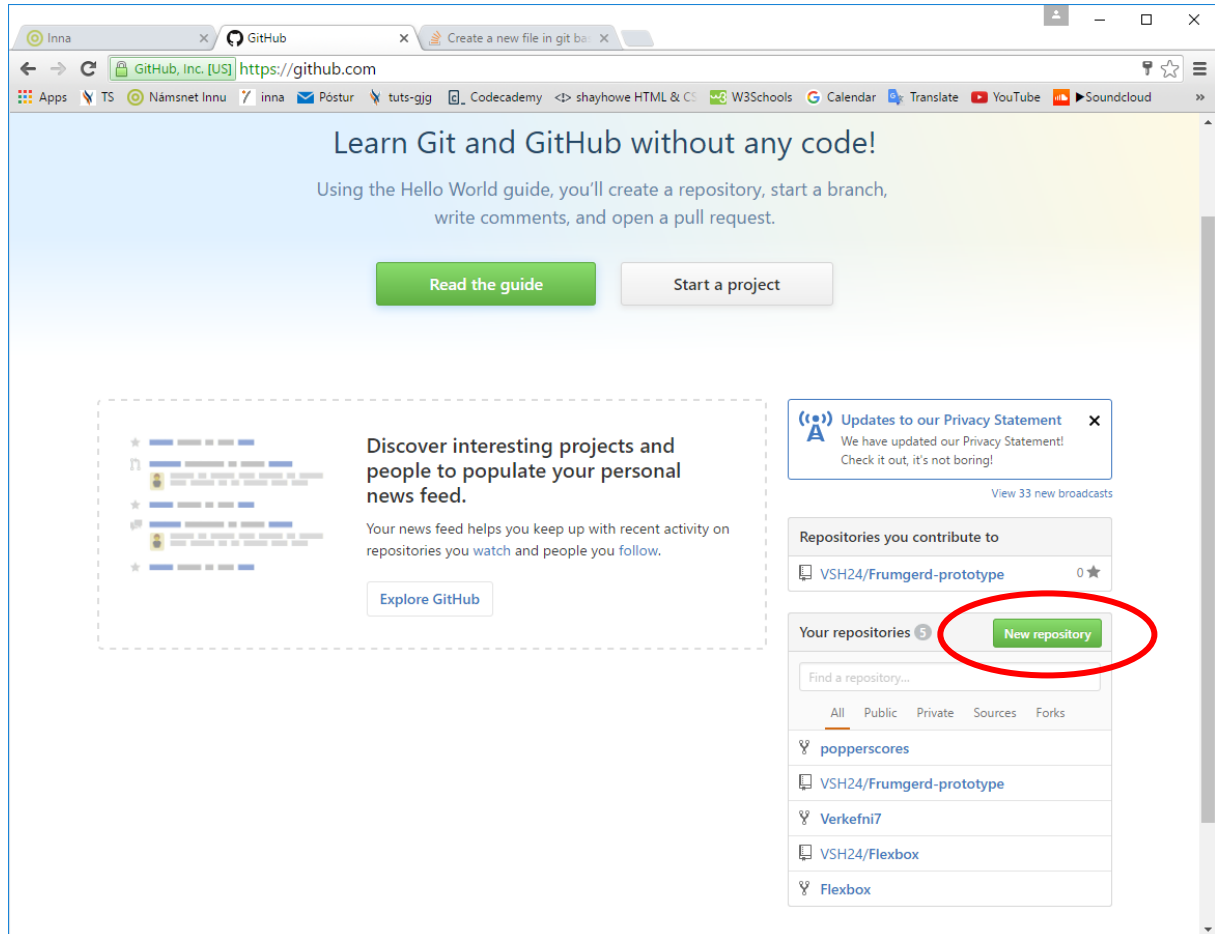 Inna
GitHub
Create a new file in git bas
GitHub, Inc. [US] https://github.com
Apps TS Námsnet Innu inna Póstur tuts-gjg Codecademy <> shayhowe HTML & CS W3Schools Calendar Translate YouTube ▶Soundcloud »
Learn Git and GitHub without any code!
Using the Hello World guide, you'll create a repository, start a branch,
write comments, and open a pull request.
Read the guide
Start a project
Discover interesting projects and
people to populate your personal
news feed.
Your news feed helps you keep up with recent activity on
repositories you watch and people you follow.
Explore GitHub
Updates to our Privacy Statement
We have updated our Privacy Statement!
Check it out, it's not boring!
View 33 new broadcasts
Repositories you contribute to
VSH24/Frumgerd-prototype 0
Your repositories 5
New repository
Find a repository...
All Public Private Sources Forks
popperscores
VSH24/Frumgerd-prototype
Verkefni7
VSH24/Flexbox
Flexbox